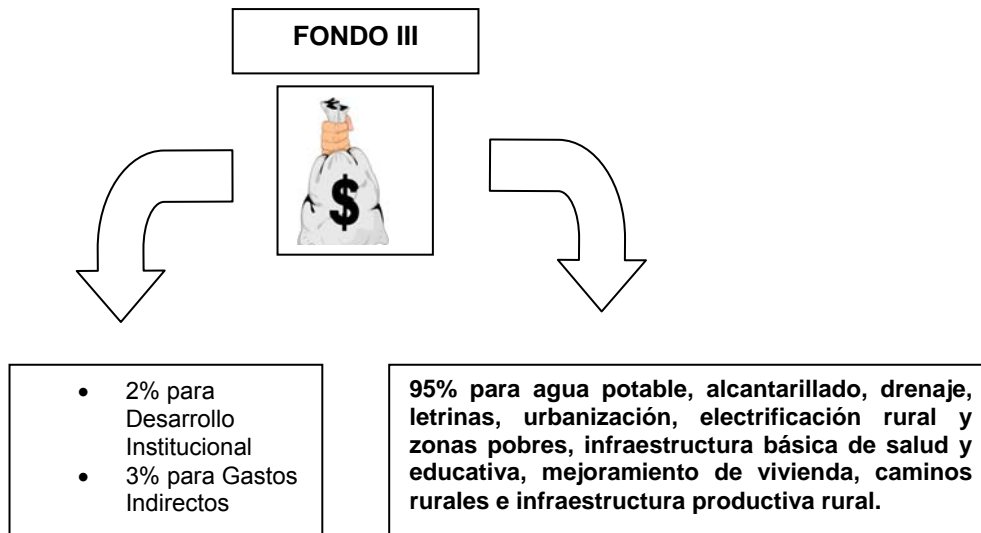 FONDO III
$
• 2% para
Desarrollo
Institucional
• 3% para Gastos
Indirectos
95% para agua potable, alcantarillado, drenaje,
letrinas, urbanización, electrificación rural y
zonas pobres, infraestructura básica de salud y
educativa, mejoramiento de vivienda, caminos
rurales e infraestructura productiva rural.